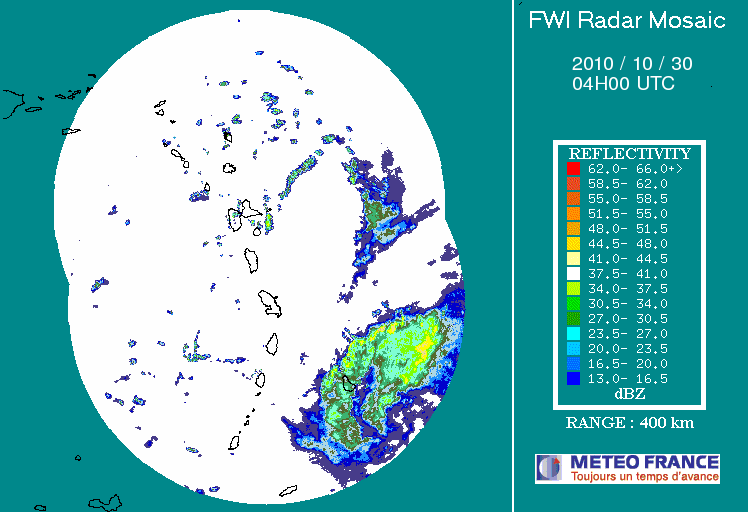 FWI Radar Mosaic
2010 / 10 / 30
04H00 UTC
REFLECTIVITY
62.0- 66.0+>
58.5- 62.0
55.0- 58.5
51.5- 55.0
48.0- 51.5
44.5- 48.0
41.0- 44.5
37.5- 41.0
34.0- 37.5
30.5- 34.0
27.0- 30.5
23.5- 27.0
20.0- 23.5
16.5- 20.0
13.0- 16.5
dBZ
RANGE : 400 km
METEO FRANCE
Toujours un temps d'avance